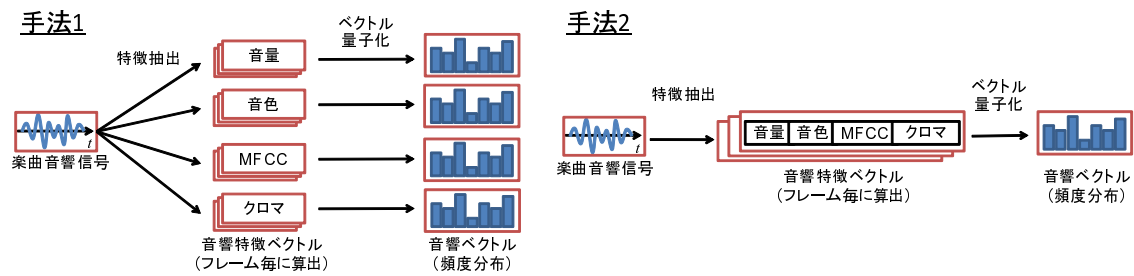 手法1
特徴抽出
ベクトル
量子化
音量
音色
MFCC
クロマ
t
楽曲音響信号
音響特徴ベクトル
(フレーム毎に算出)
音響ベクトル
(頻度分布)
手法2
特徴抽出
ベクトル
量子化
音量 音色 MFCC クロマ
t
楽曲音響信号
音響特徴ベクトル
(フレーム毎に算出)
音響ベクトル
(頻度分布)